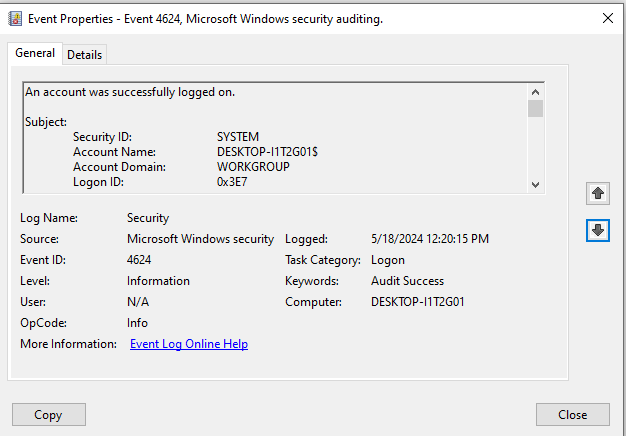 Event Properties - Event 4624, Microsoft Windows security auditing.
General Details
An account was successfully logged on.
Subject:
Security ID: SYSTEM
Account Name: DESKTOP-I1T2G01$
Account Domain: WORKGROUP
Logon ID: 0x3E7
Log Name: Security
Source: Microsoft Windows security Logged: 5/18/2024 12:20:15 PM
Event ID: 4624 Task Category: Logon
Level: Information Keywords: Audit Success
User: N/A Computer: DESKTOP-I1T2G01
OpCode: Info
More Information: Event Log Online Help
Copy Close